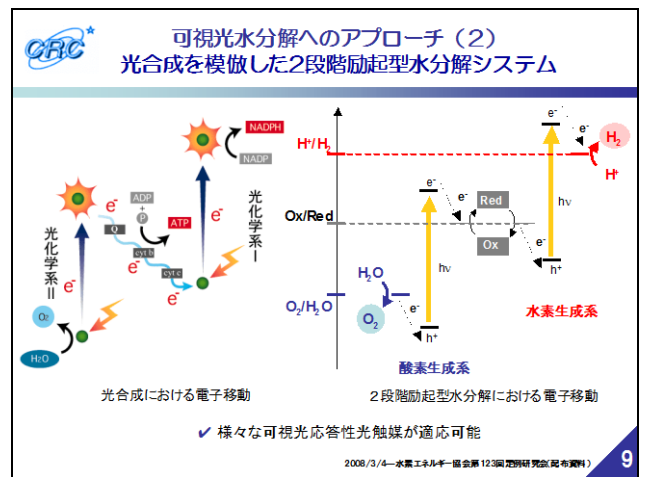 CRC
可視光水分解へのアプローチ（２）
光合成を模倣した２段階励起型水分解システム
NADPH
NADP
ADP
+
P
ATP
e-
e-
Q
cyt b
cyt c
e-
e-
e-
光化学系Ⅱ
光化学系Ⅰ
O2
H2O
光合成における電子移動
H+/H2
Ox/Red
O2/H2O
e-
e-
H2
H+
e-
e-
Red
Ox
hν
hν
e-
h+
H2O
O2
e-
h+
水素生成系
酸素生成系
２段階励起型水分解における電子移動
✔ 様々な可視光応答性光触媒が適応可能
2008/3/4―水素エネルギー協会第123回定例研究会(配布資料)
9